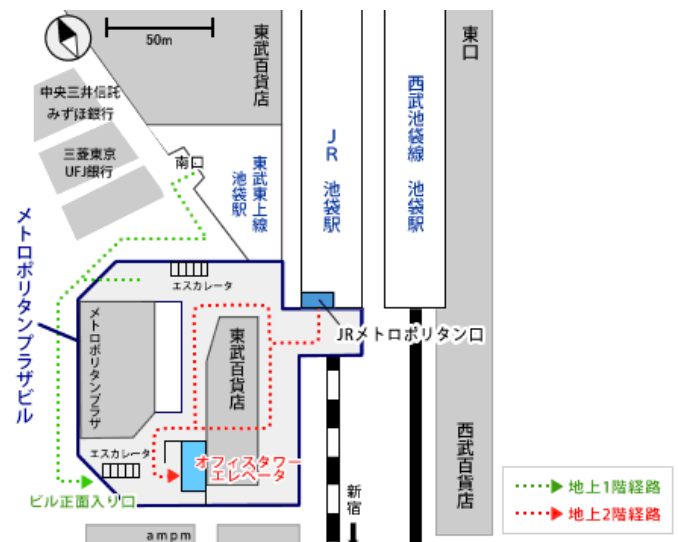 50m
東武百貨店
東口
中央三井信託
みずほ銀行
三菱東京
UFJ銀行
南口
東武東上線
池袋駅
JR 池袋駅
西武池袋線 池袋駅
メトロポリタンプラザビル
エスカレータ
JRメトロポリタン口
メトロポリタンプラザ
東武百貨店
エスカレータ
オフィスタワー
エレベータ
西武百貨店
ビル正面入り口
新宿
地上1階経路
地上2階経路
ampm